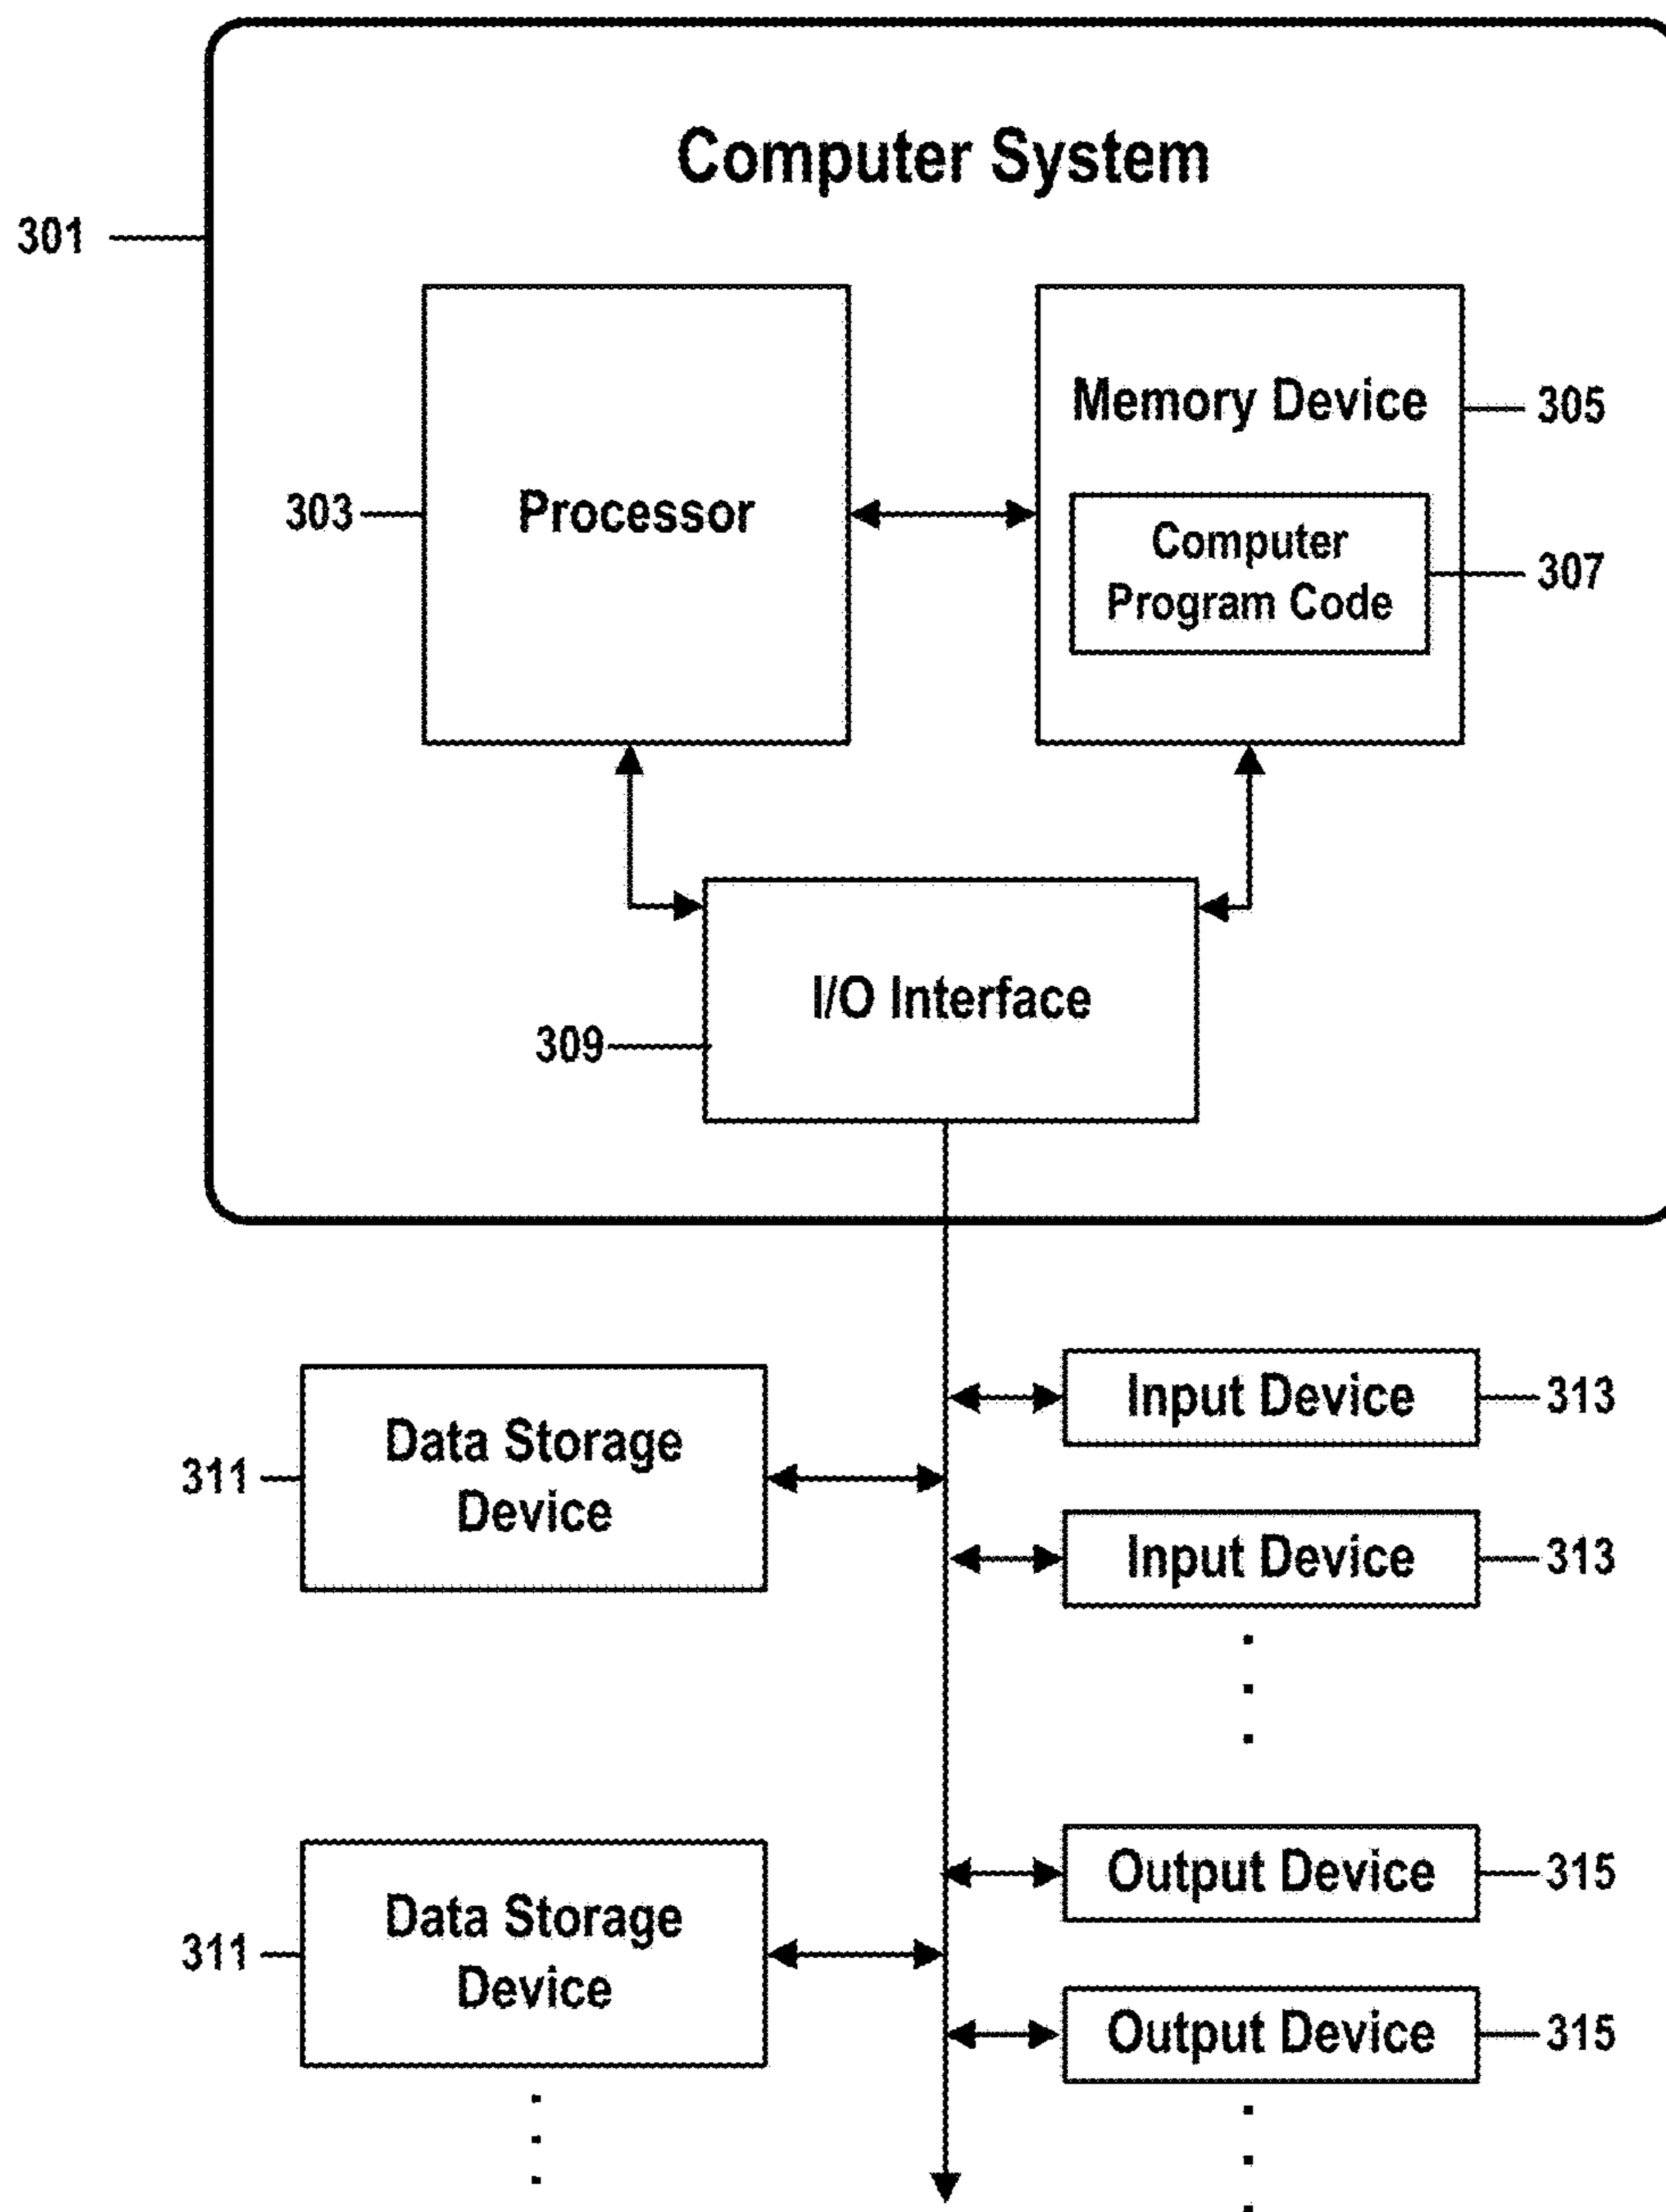 Computer System
301
Processor
303
Memory Device
305
Computer
Program Code
307
I/O Interface
309
Input Device
313
Data Storage
Device
311
Input Device
313
Output Device
315
Data Storage
Device
311
Output Device
315